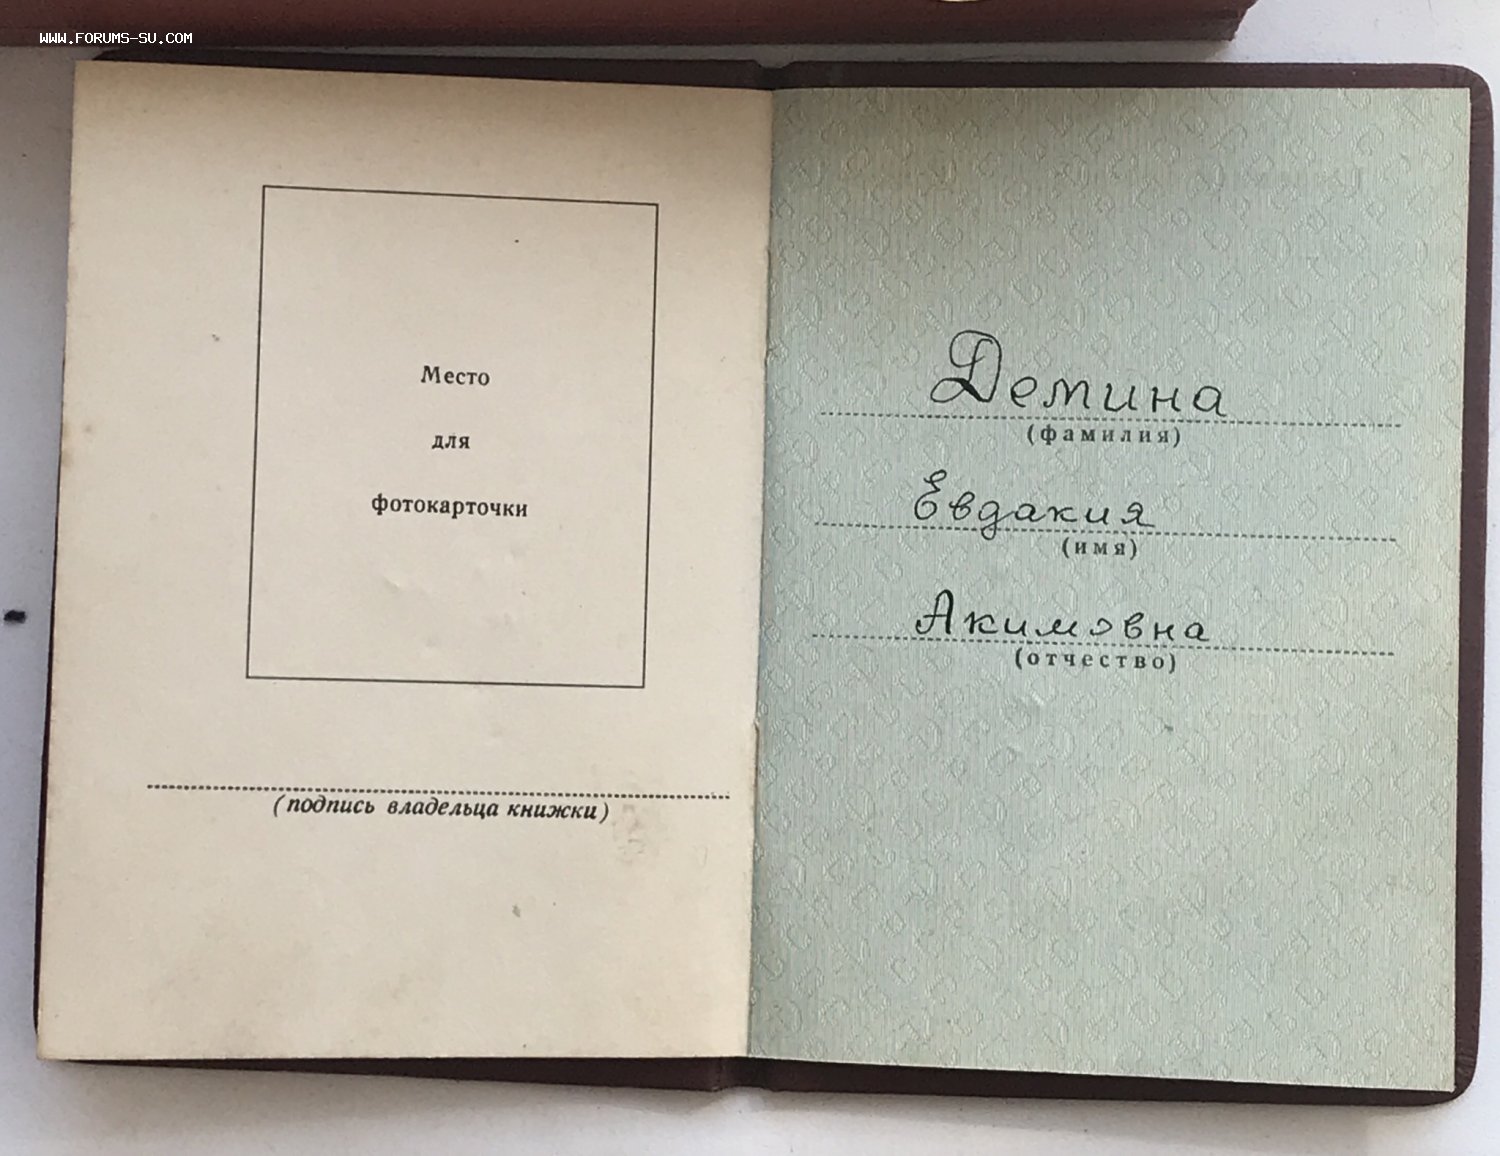 WWW.FORUMS-SU.COM
Место
для
фотокарточки
(подпись владельца книжки)
Демина
(фамилия)
Евдакия
(имя)
Акимовна
(отчество)